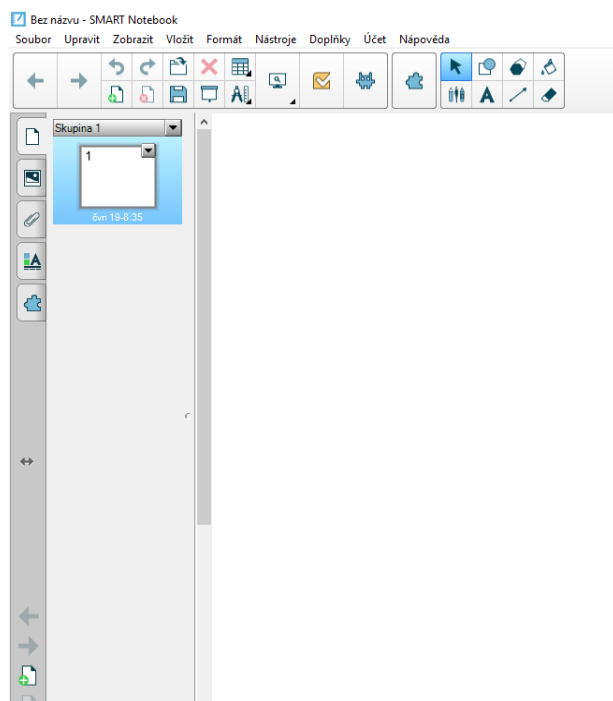 Bez názvu - SMART Notebook
Soubor Upravit Zobrazit Vložit Formát Nástroje Doplňky Účet Nápověda
Skupina 1
1
čvn 19-8:35